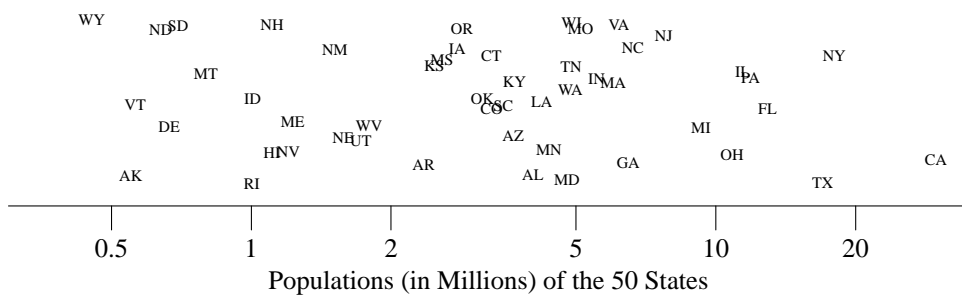 WY
ND
SD
NH
OR
WI
MO
VA
NJ
NM
IA
MS
KS
CT
NC
NY
MT
KY
TN
IN
MA
WA
IL
PA
VT
ID
OK
CO
SC
LA
FL
DE
ME
NE
WV
UT
AZ
MI
HI
NV
MN
OH
AR
GA
CA
AK
RI
AL
MD
TX
0.5 1 2 5 10 20
Populations (in Millions) of the 50 States